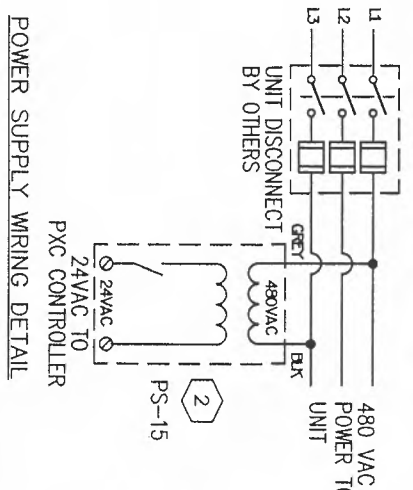 L1
L2
L3
UNIT DISCONNECT
BY OTHERS
480 VAC
POWER TO
UNIT
GREY
BLK
480VAC
24VAC
24VAC TO
PXC CONTROLLER
2
PS-15
POWER SUPPLY WIRING DETAIL